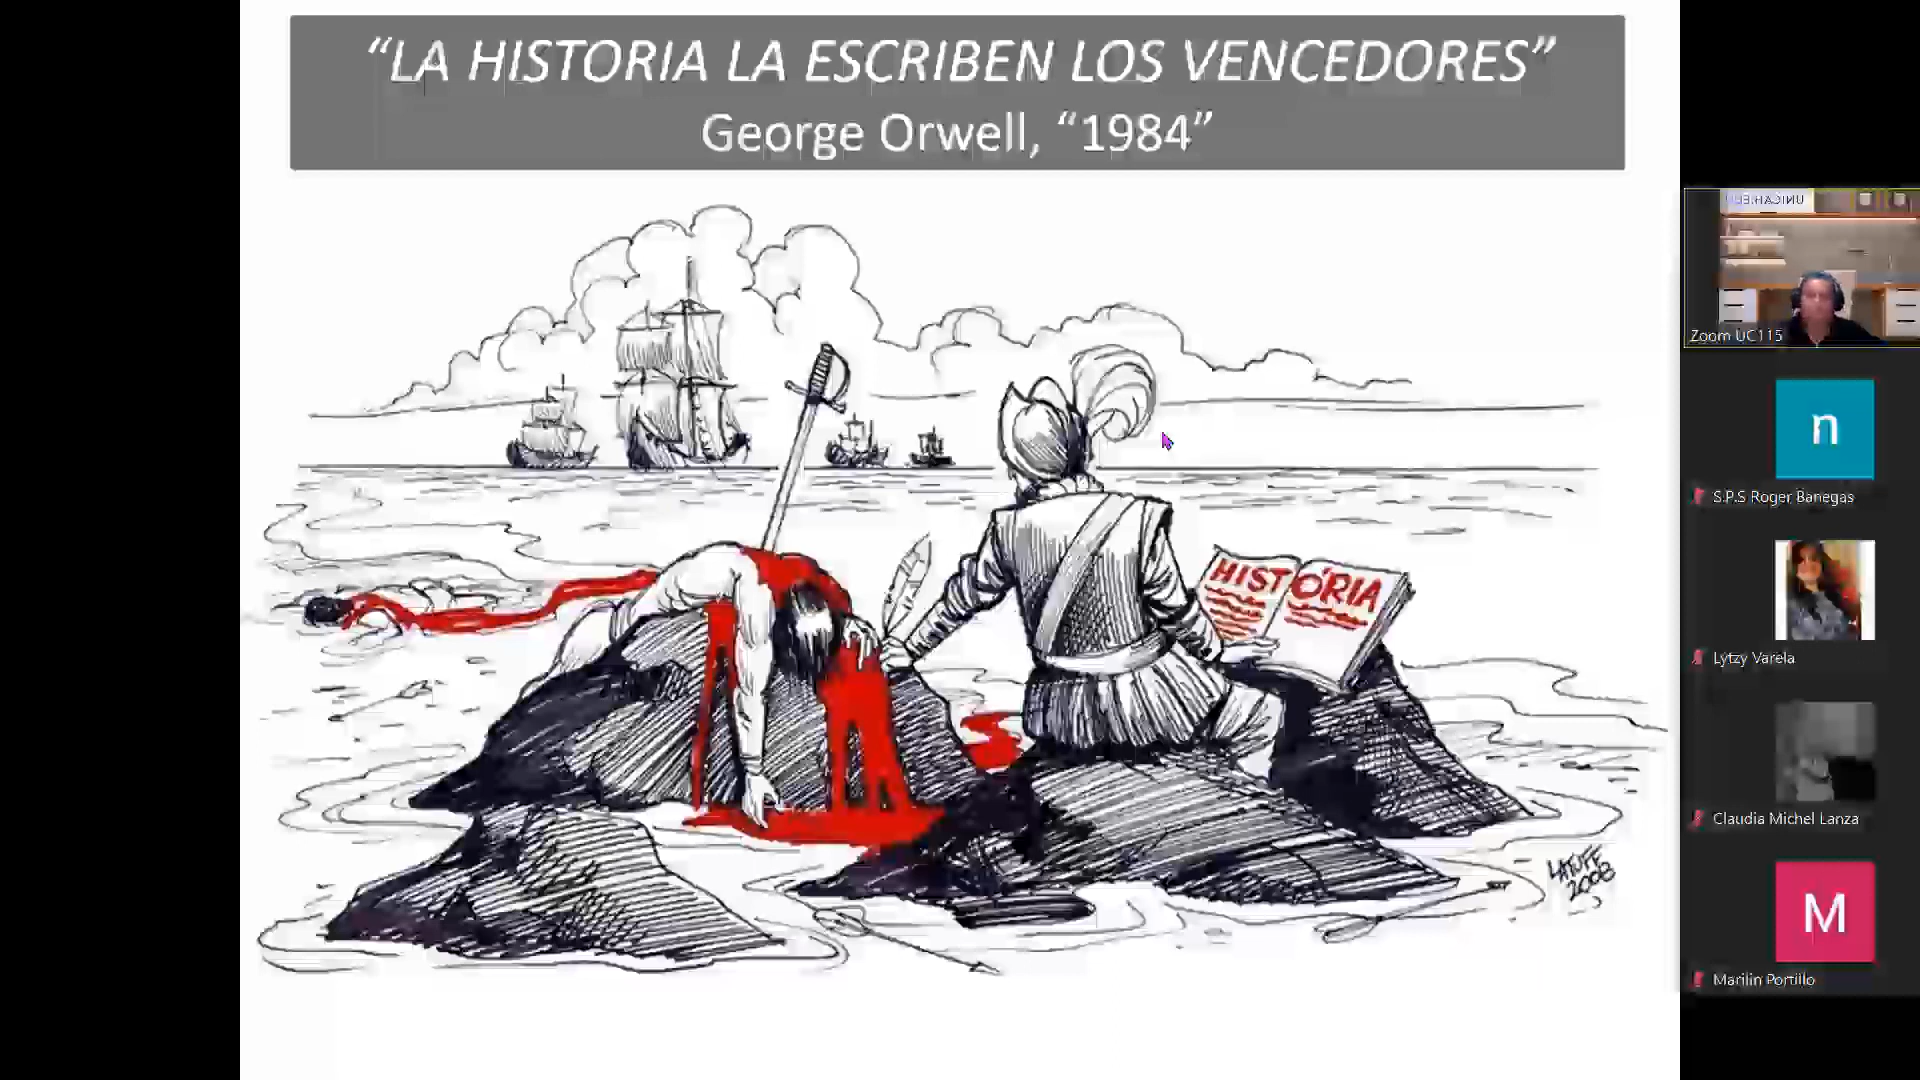 “LA HISTORIA LA ESCRIBEN LOS VENCEDORES”
George Orwell, “1984”
HISTÓRIA
LATUFF
2008
Zoom UC115
n
S.P.S Roger Banegas
Lytzy Varela
Claudia Michel Lanza
M
Marilin Portillo